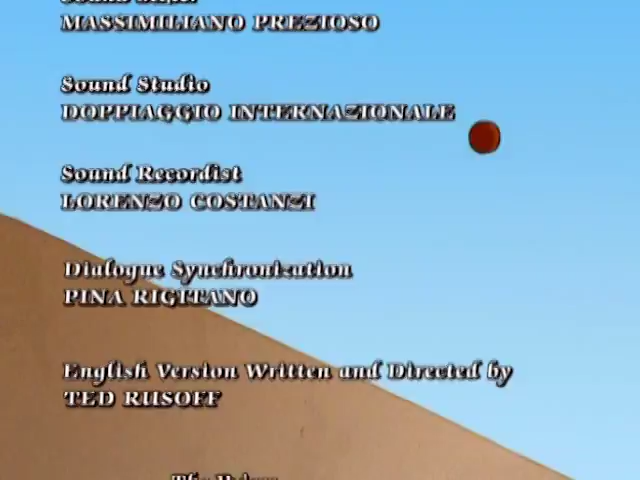 MASSIMILIANO PREZIOSO
Sound Studio
DOPPIAGGIO INTERNAZIONALE
Sound Recordist
LORENZO COSTANZI
Dialogue Synchronization
PINA RIGITANO
English Version Written and Directed by
TED RUSOFF